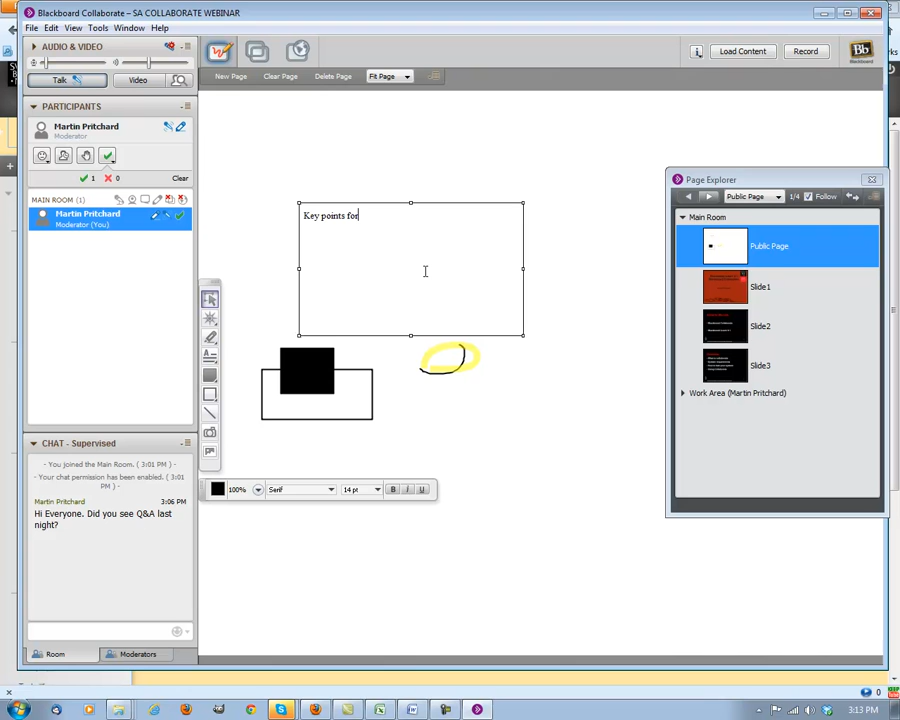 Blackboard Collaborate – SA COLLABORATE WEBINAR
File Edit View Tools Window Help
AUDIO & VIDEO
Talk
Video
PARTICIPANTS
Martin Pritchard
Moderator
1
0
Clear
MAIN ROOM (1)
Martin Pritchard
Moderator (You)
CHAT - Supervised
- You joined the Main Room. ( 3:01 PM ) -
- Your chat permission has been enabled. ( 3:01
PM ) -
Martin Pritchard 3:06 PM
Hi Everyone. Did you see Q&A last
night?
Room
Moderators
Load Content
Record
Bb
Blackboard
New Page
Clear Page
Delete Page
Fit Page
Key points for
100%
Serif
14 pt
B
i
U
Page Explorer
Public Page
1/4
Follow
Main Room
Public Page
Slide1
Slide2
Slide3
Work Area (Martin Pritchard)
0
3:13 PM